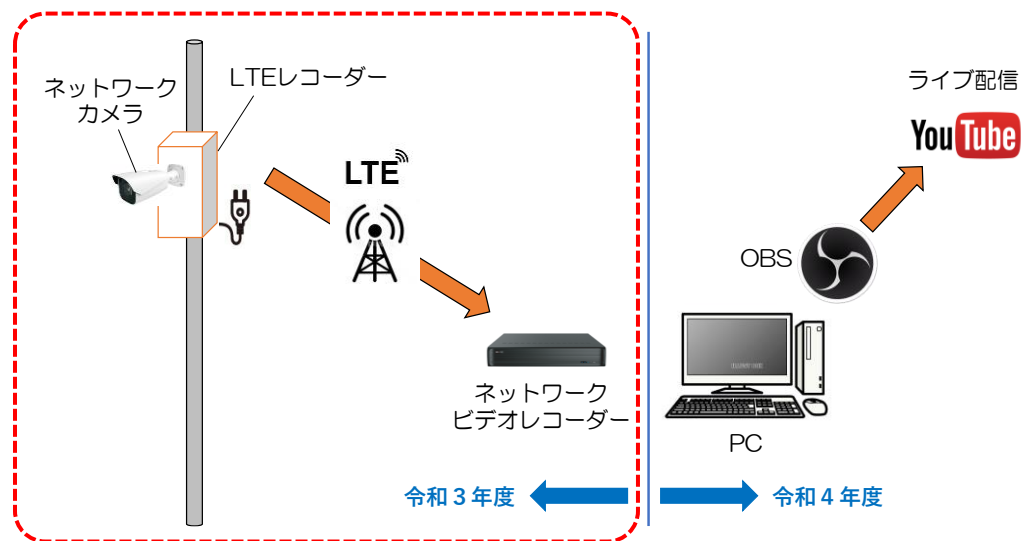 ネットワーク
カメラ
LTEレコーダー
LTE
ネットワーク
ビデオレコーダー
令和3年度
ライブ配信
YouTube
OBS
PC
令和4年度